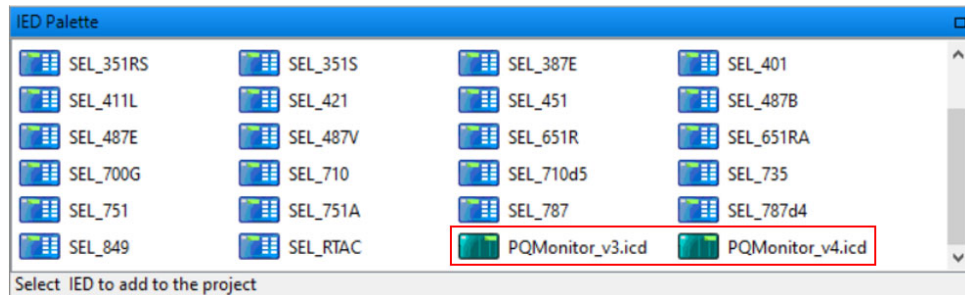 IED Palette
SEL_351RS SEL_351S SEL_387E SEL_401
SEL_411L SEL_421 SEL_451 SEL_487B
SEL_487E SEL_487V SEL_651R SEL_651RA
SEL_700G SEL_710 SEL_710d5 SEL_735
SEL_751 SEL_751A SEL_787 SEL_787d4
SEL_849 SEL_RTAC PQMonitor_v3.icd PQMonitor_v4.icd
Select IED to add to the project